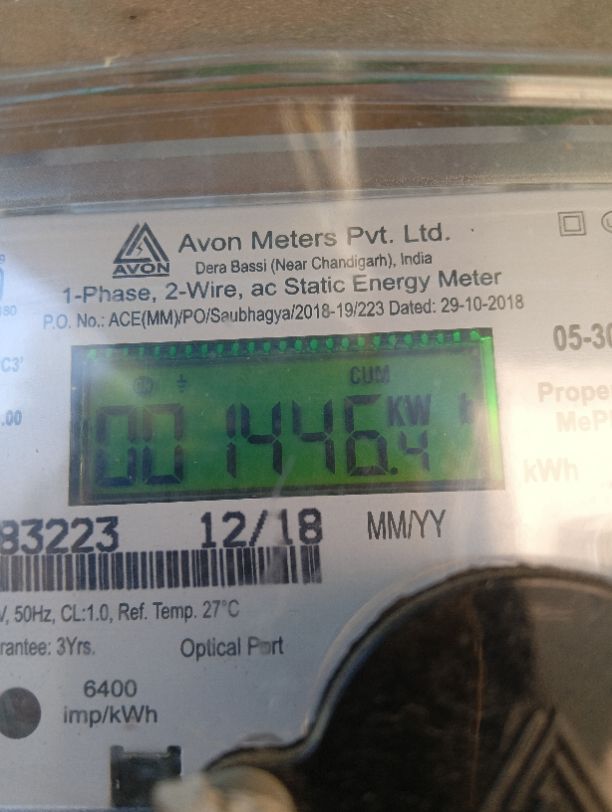 AVON
Avon Meters Pvt. Ltd.
Dera Bassi (Near Chandigarh), India
1-Phase, 2-Wire, ac Static Energy Meter
P.O. No.: ACE(MM)/PO/Saubhagya/2018-19/223 Dated: 29-10-2018
C3'
.00
05-30
CUM
001446.4 KW
kWh
83223 12/18 MM/YY
V, 50Hz, CL:1.0, Ref. Temp. 27°C
rantee: 3Yrs. Optical Port
6400
imp/kWh